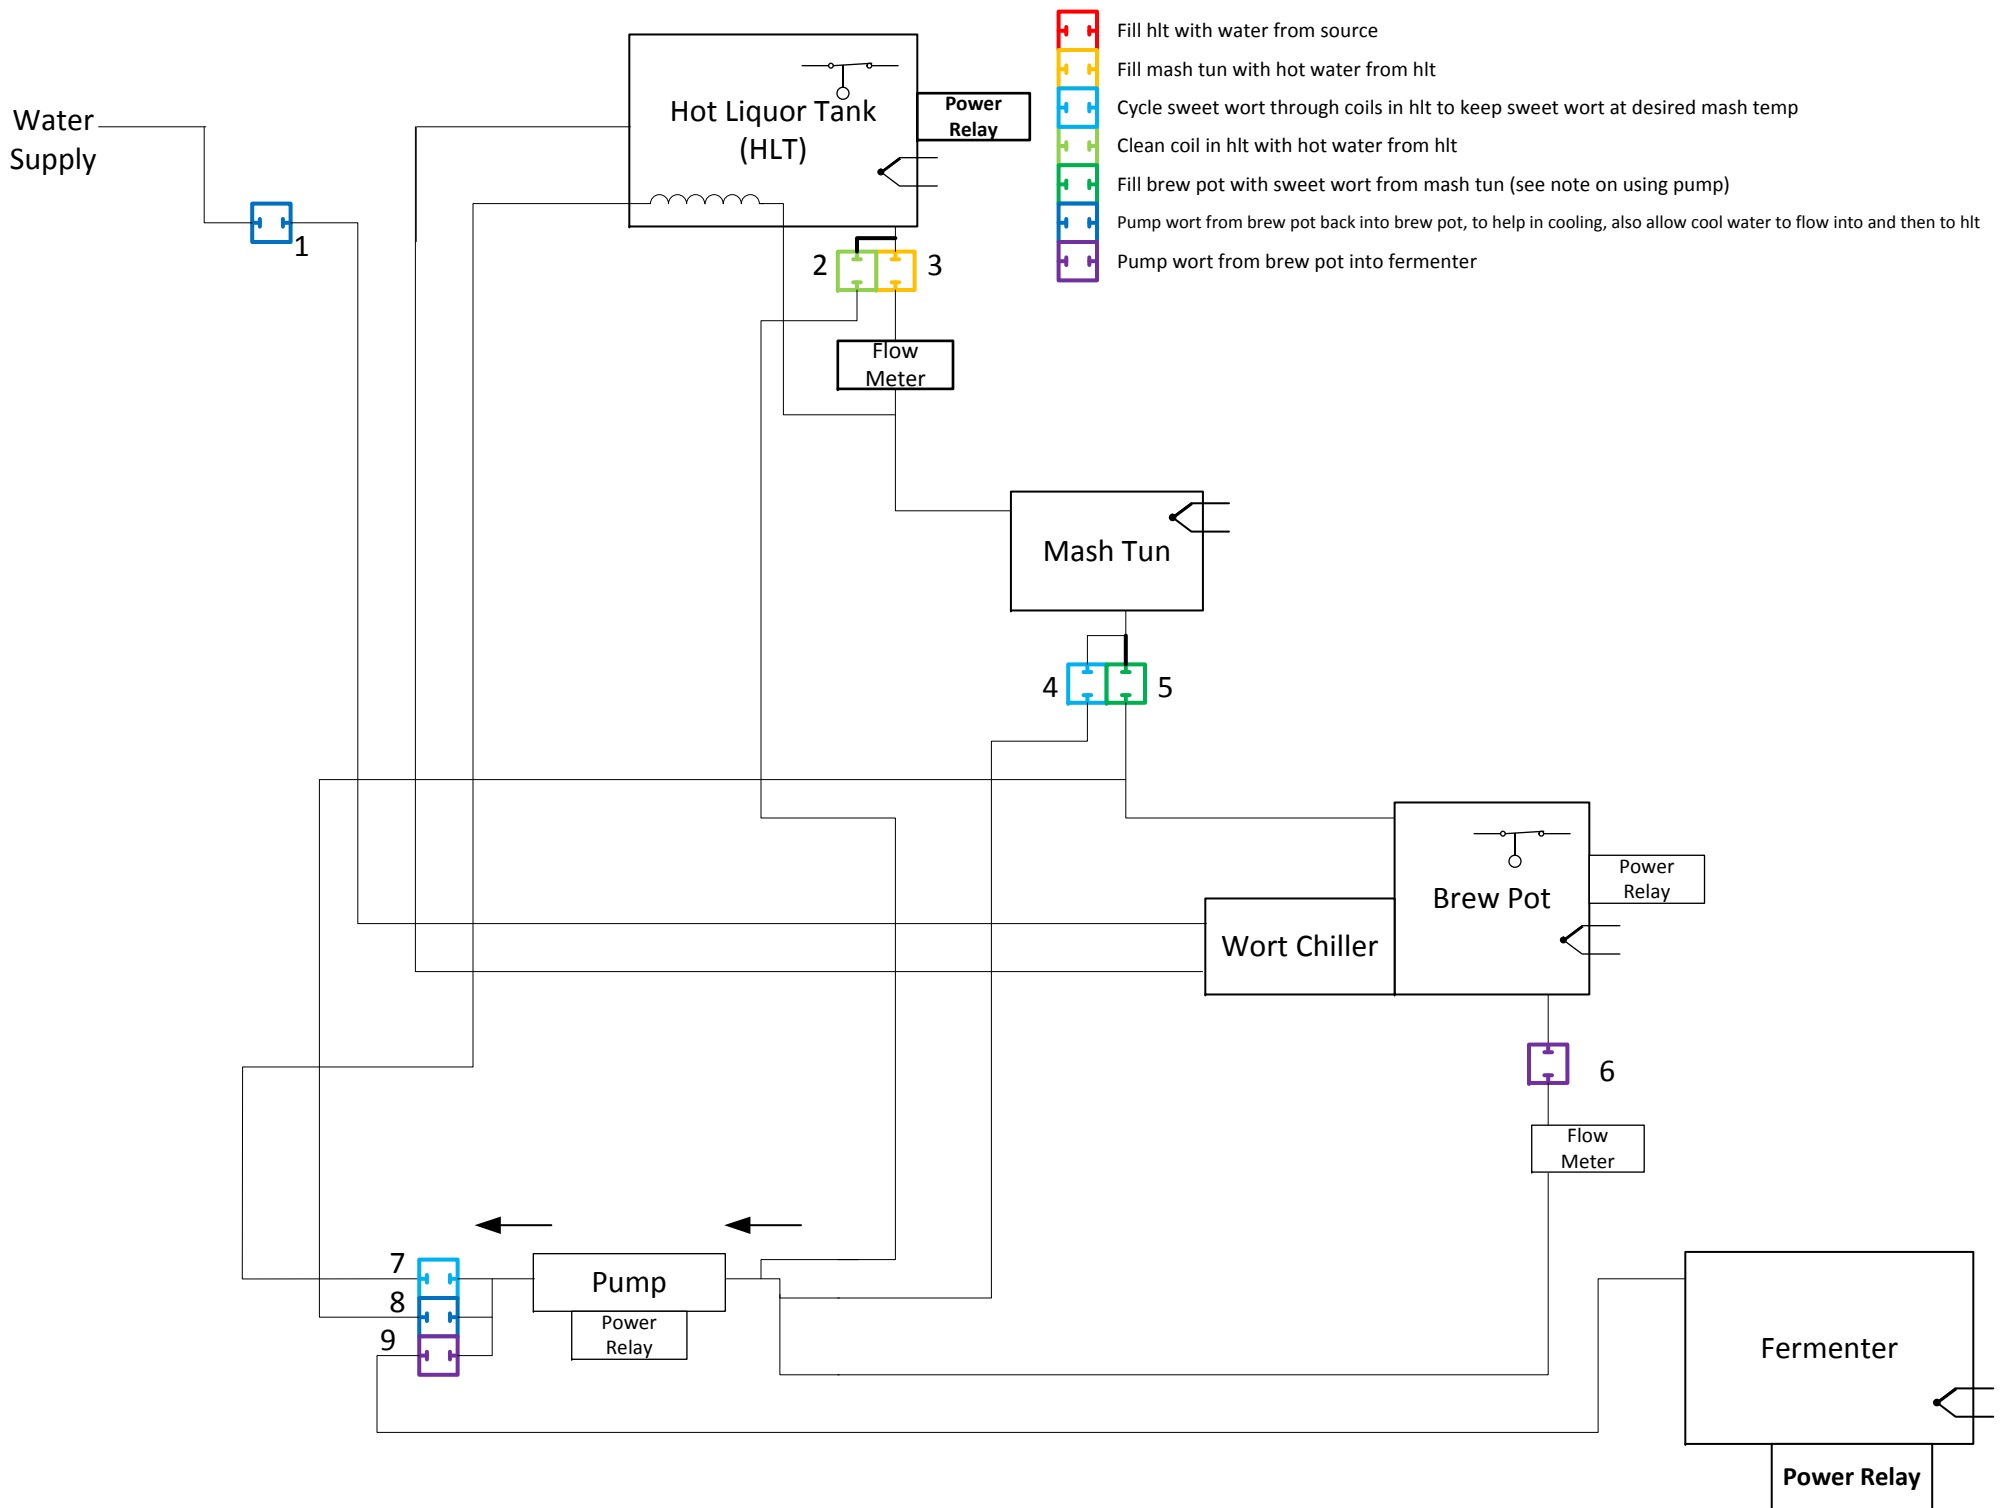 Fill hlt with water from source
Fill mash tun with hot water from hlt
Cycle sweet wort through coils in hlt to keep sweet wort at desired mash temp
Clean coil in hlt with hot water from hlt
Fill brew pot with sweet wort from mash tun (see note on using pump)
Pump wort from brew pot back into brew pot, to help in cooling, also allow cool water to flow into and then to hlt
Pump wort from brew pot into fermenter
Water
Supply
1
Hot Liquor Tank
(HLT)
Power
Relay
2
3
Flow
Meter
Mash Tun
4
5
Brew Pot
Power
Relay
Wort Chiller
6
Flow
Meter
7
8
9
Pump
Power
Relay
Fermenter
Power Relay